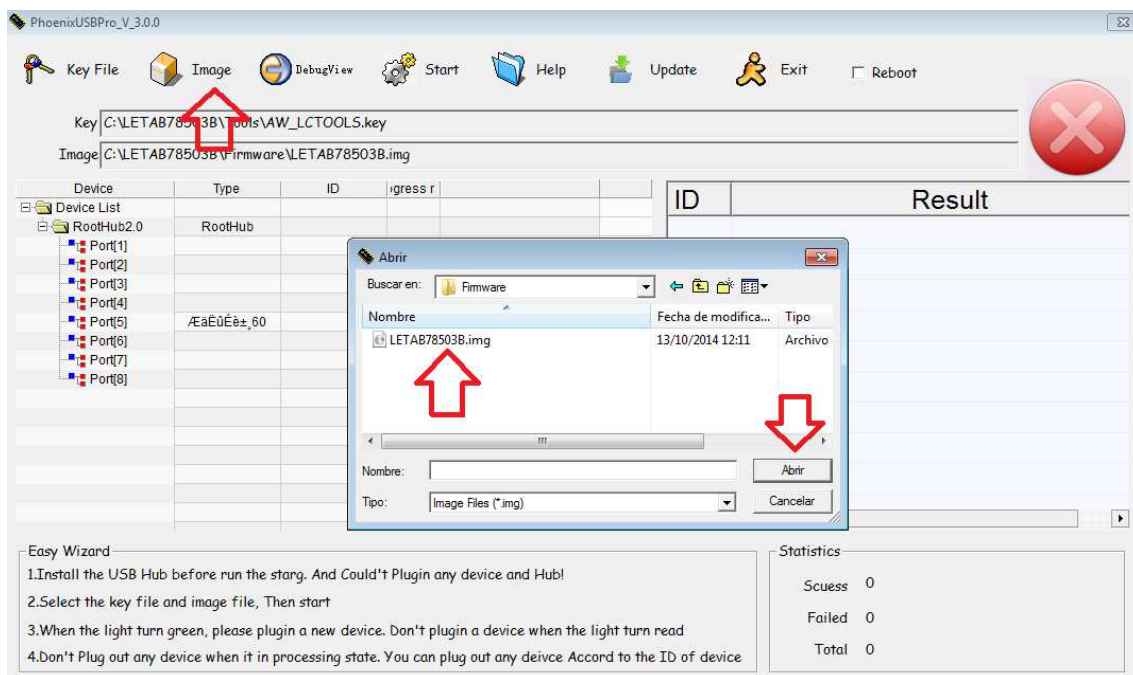 PhoenixUSBPro_V_3.0.0
Key File Image DebugView Start Help Update Exit Reboot
Key C:\LETAB78503B\Tools\AW_LCTOOLS.key
Image C:\LETAB78503B\Firmware\LETAB78503B.img
Device Type ID ogress r
ID Result
Device List
RootHub2.0 RootHub
Port[1]
Port[2]
Port[3]
Port[4]
Port[5] ÆäËûÉè±¸60
Port[6]
Port[7]
Port[8]
Abrir
Buscar en: Firmware
Nombre Fecha de modifica... Tipo
LETAB78503B.img 13/10/2014 12:11 Archivo
Nombre: Abrir
Tipo: Image Files (*.img) Cancelar
Easy Wizard
1.Install the USB Hub before run the starg. And Could't Plugin any device and Hub!
2.Select the key file and image file, Then start
3.When the light turn green, please plugin a new device. Don't plugin a device when the light turn read
4.Don't Plug out any device when it in processing state. You can plug out any deivce Accord to the ID of device
Statistics
Scuess 0
Failed 0
Total 0